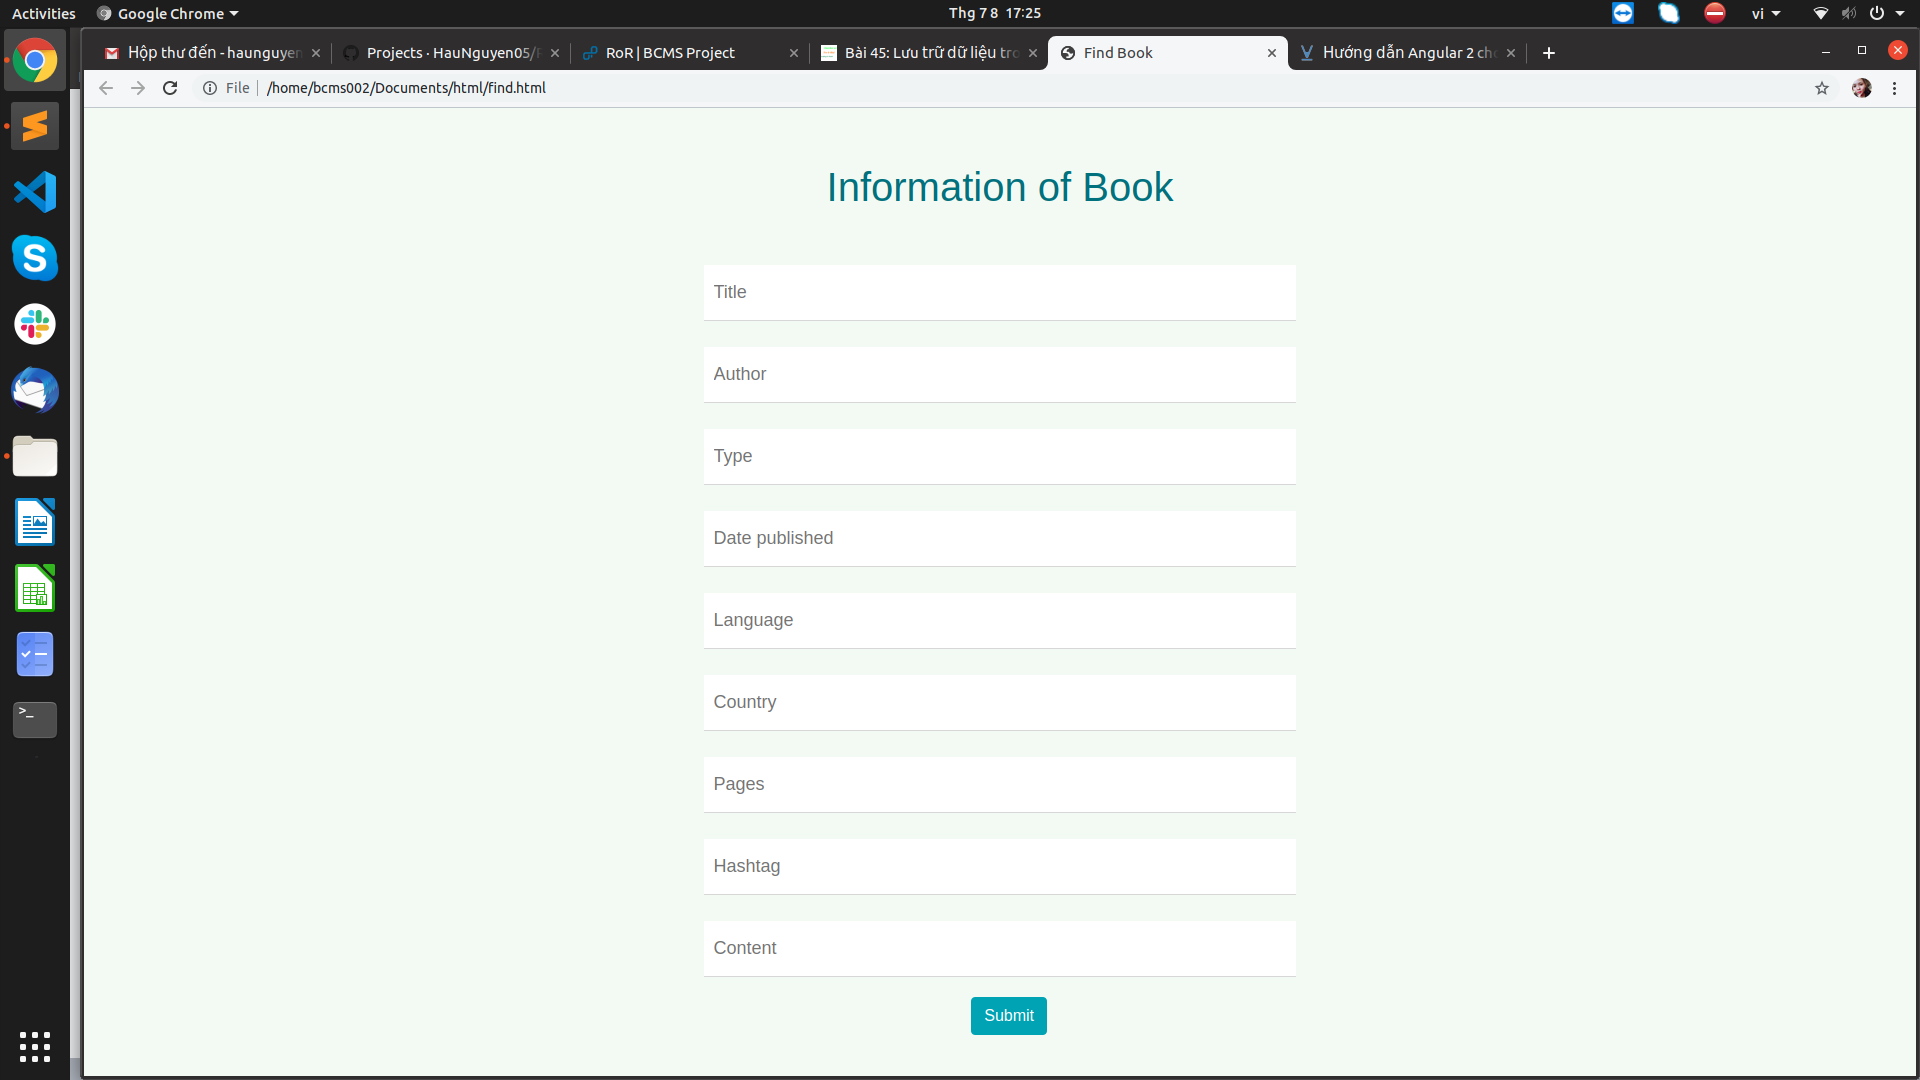 Activities
Google Chrome
Thg 7 8 17:25
vi
Hộp thư đến - haunguyen
Projects · HauNguyen05/
RoR | BCMS Project
Bài 45: Lưu trữ dữ liệu tro
Find Book
Hướng dẫn Angular 2 cho
File
/home/bcms002/Documents/html/find.html
Information of Book
Title
Author
Type
Date published
Language
Country
Pages
Hashtag
Content
Submit